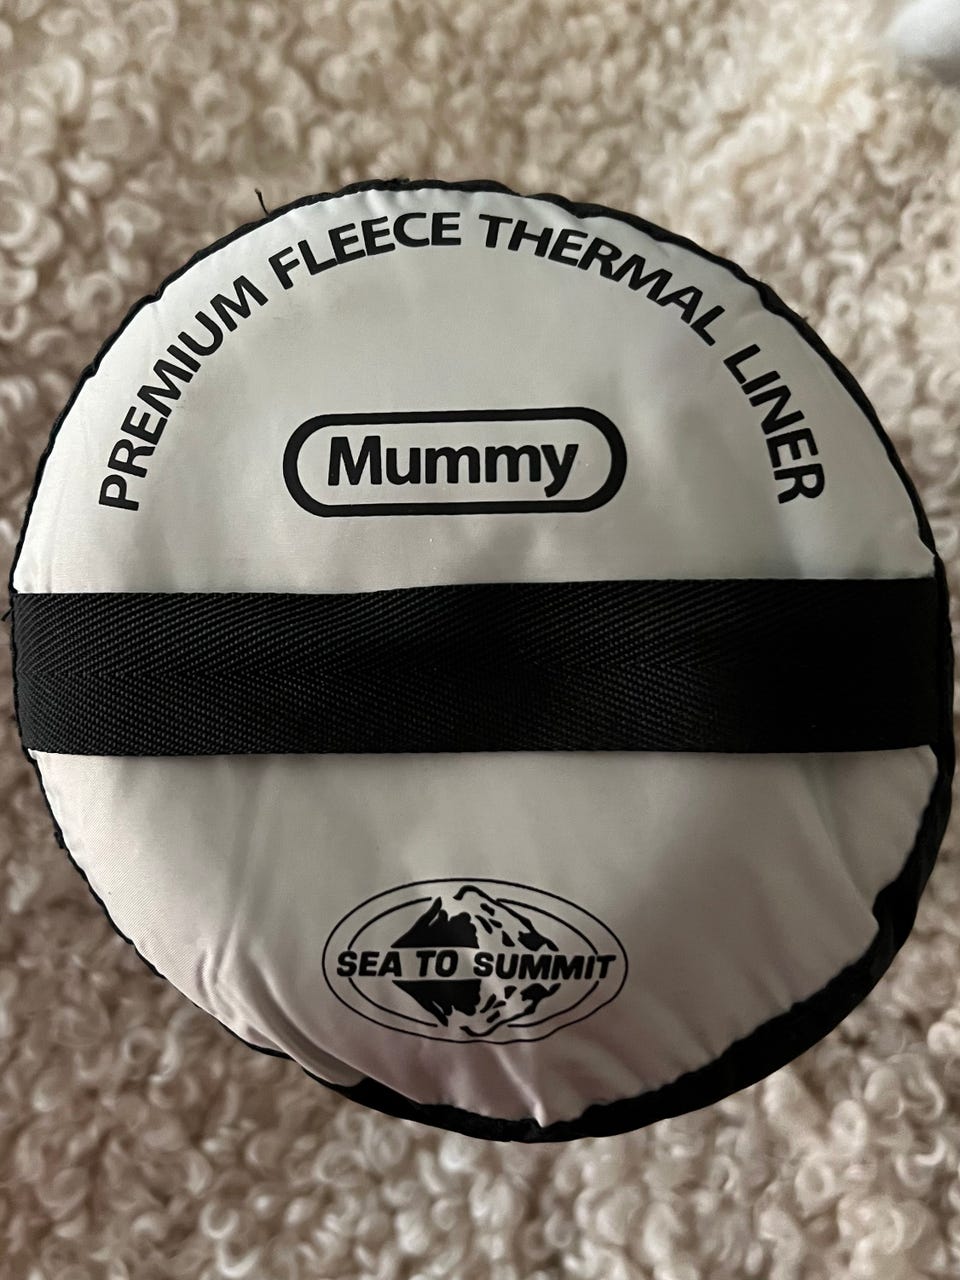 PREMIUM FLEECE THERMAL LINER
Mummy
SEA TO SUMMIT